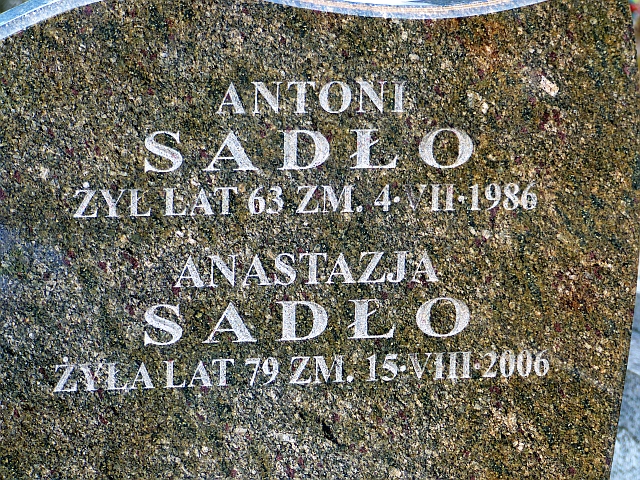 ANTONI
SADŁO
ŻYŁ LAT 63 ZM. 4·VII·1986
ANASTAZJA
SADŁO
ŻYŁA LAT 79 ZM. 15·VIII·2006